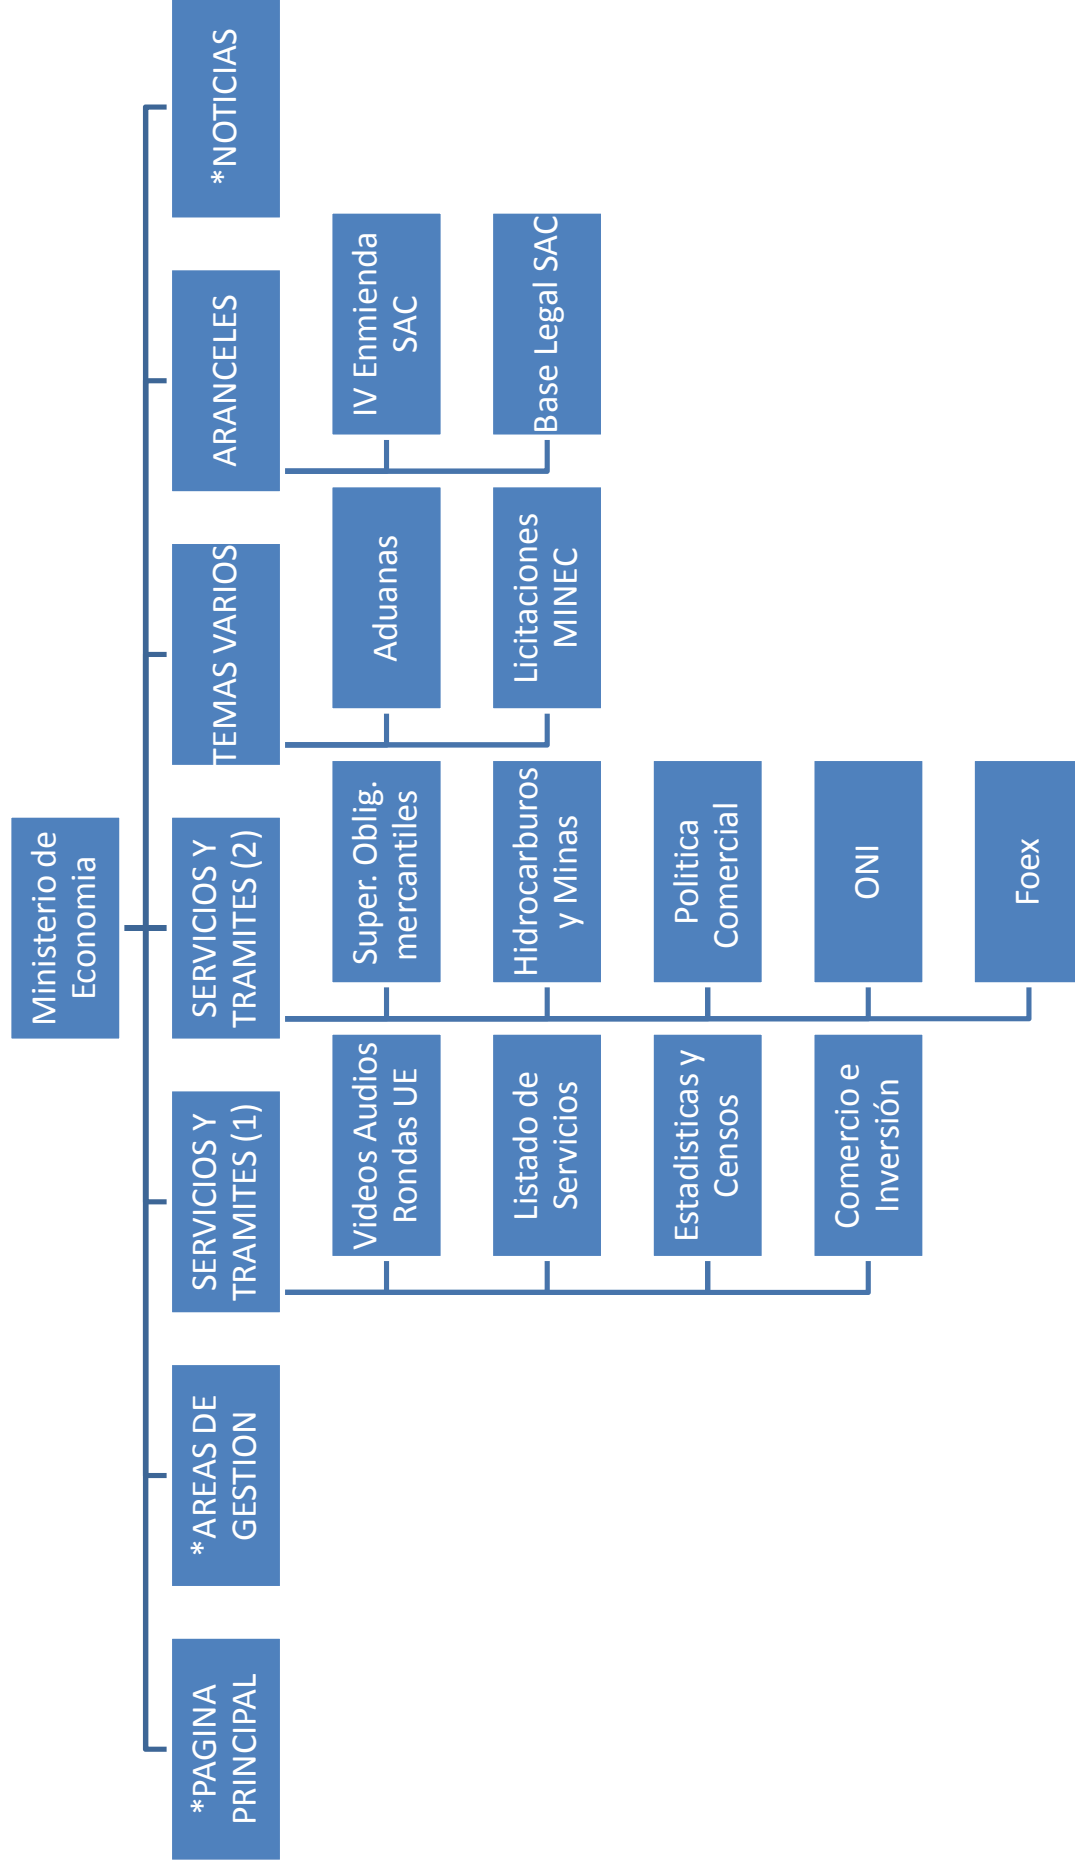 Ministerio de
Economia
*PAGINA
PRINCIPAL
*AREAS DE
GESTION
SERVICIOS Y
TRAMITES (1)
Videos Audios
Rondas UE
Listado de
Servicios
Estadisticas y
Censos
Comercio e
Inversión
SERVICIOS Y
TRAMITES (2)
Super. Oblig.
mercantiles
Hidrocarburos
y Minas
Politica
Comercial
ONI
Foex
TEMAS VARIOS
Aduanas
Licitaciones
MINEC
ARANCELES
IV Enmienda
SAC
Base Legal SAC
*NOTICIAS